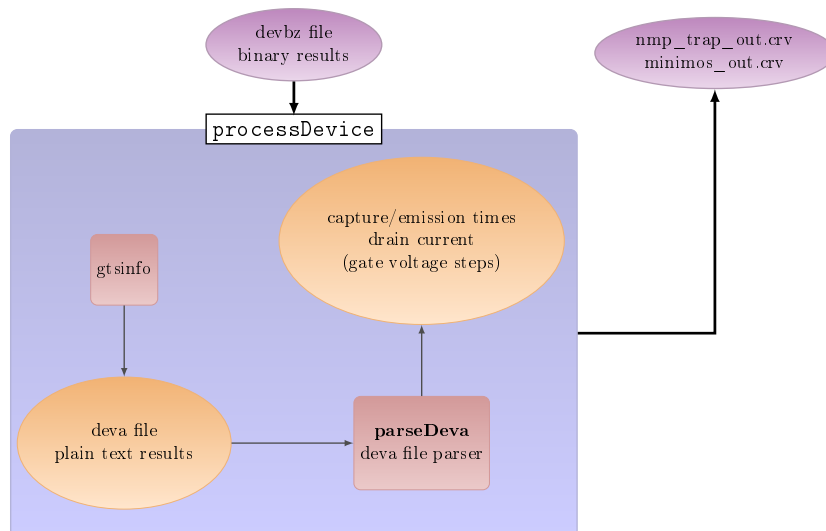 devbz file
binary results
nmp_trap_out.crv
minimos_out.crv
processDevice
capture/emission times
drain current
(gate voltage steps)
gtsinfo
deva file
plain text results
parseDeva
deva file parser